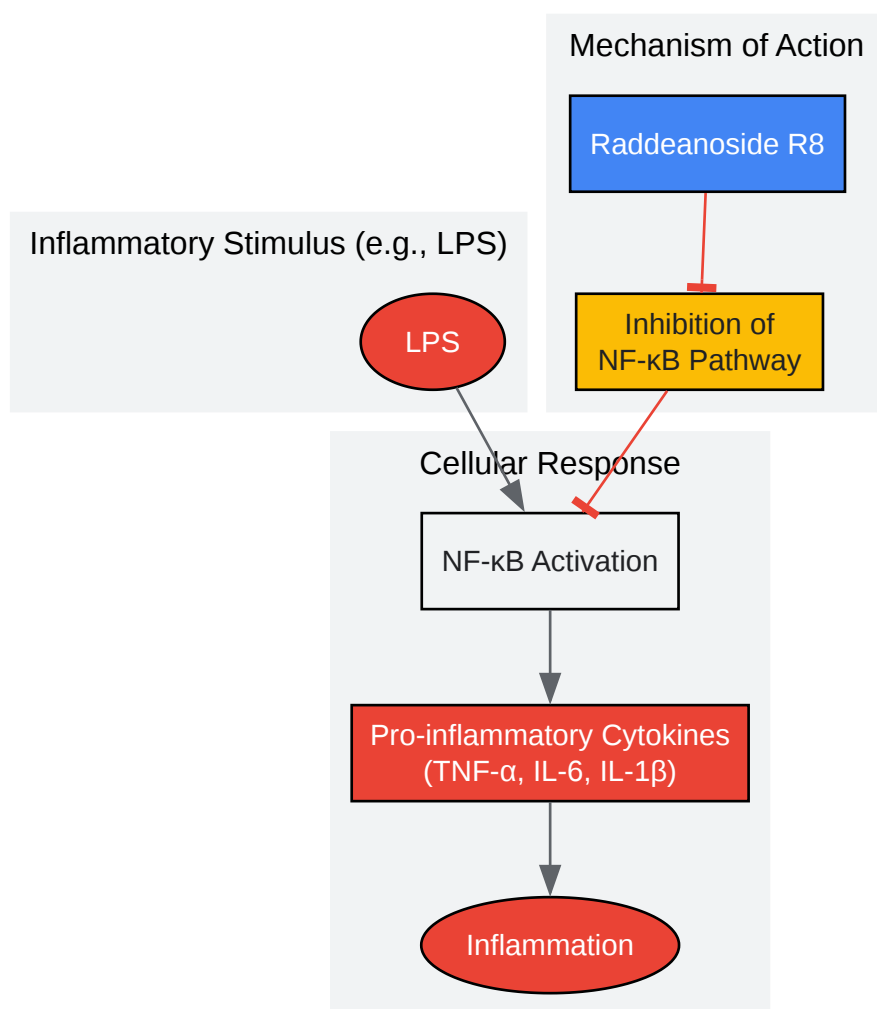 Mechanism of Action
Raddeanoside R8
Inflammatory Stimulus (e.g., LPS)
LPS
Inhibition of
NF-κB Pathway
Cellular Response
NF-κB Activation
Pro-inflammatory Cytokines
(TNF-α, IL-6, IL-1β)
Inflammation